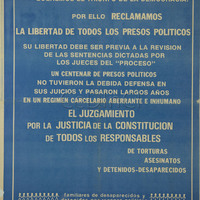 POR ELLO RECLAMAMOS
LA LIBERTAD DE TODOS LOS PRESOS POLITICOS
SU LIBERTAD DEBE SER PREVIA A LA REVISION
DE LAS SENTENCIAS DICTADAS POR
LOS JUECES DEL "PROCESO"
UN CENTENAR DE PRESOS POLITICOS
NO TUVIERON LA DEBIDA DEFENSA EN
SUS JUICIOS Y PASARON LARGOS AÑOS
EN UN REGIMEN CARCELARIO ABERRANTE E INHUMANO
EL JUZGAMIENTO
POR LA JUSTICIA DE LA CONSTITUCION
DE TODOS LOS RESPONSABLES
DE TORTURAS
ASESINATOS
Y DETENIDOS-DESAPARECIDOS
familiares de desaparecidos y